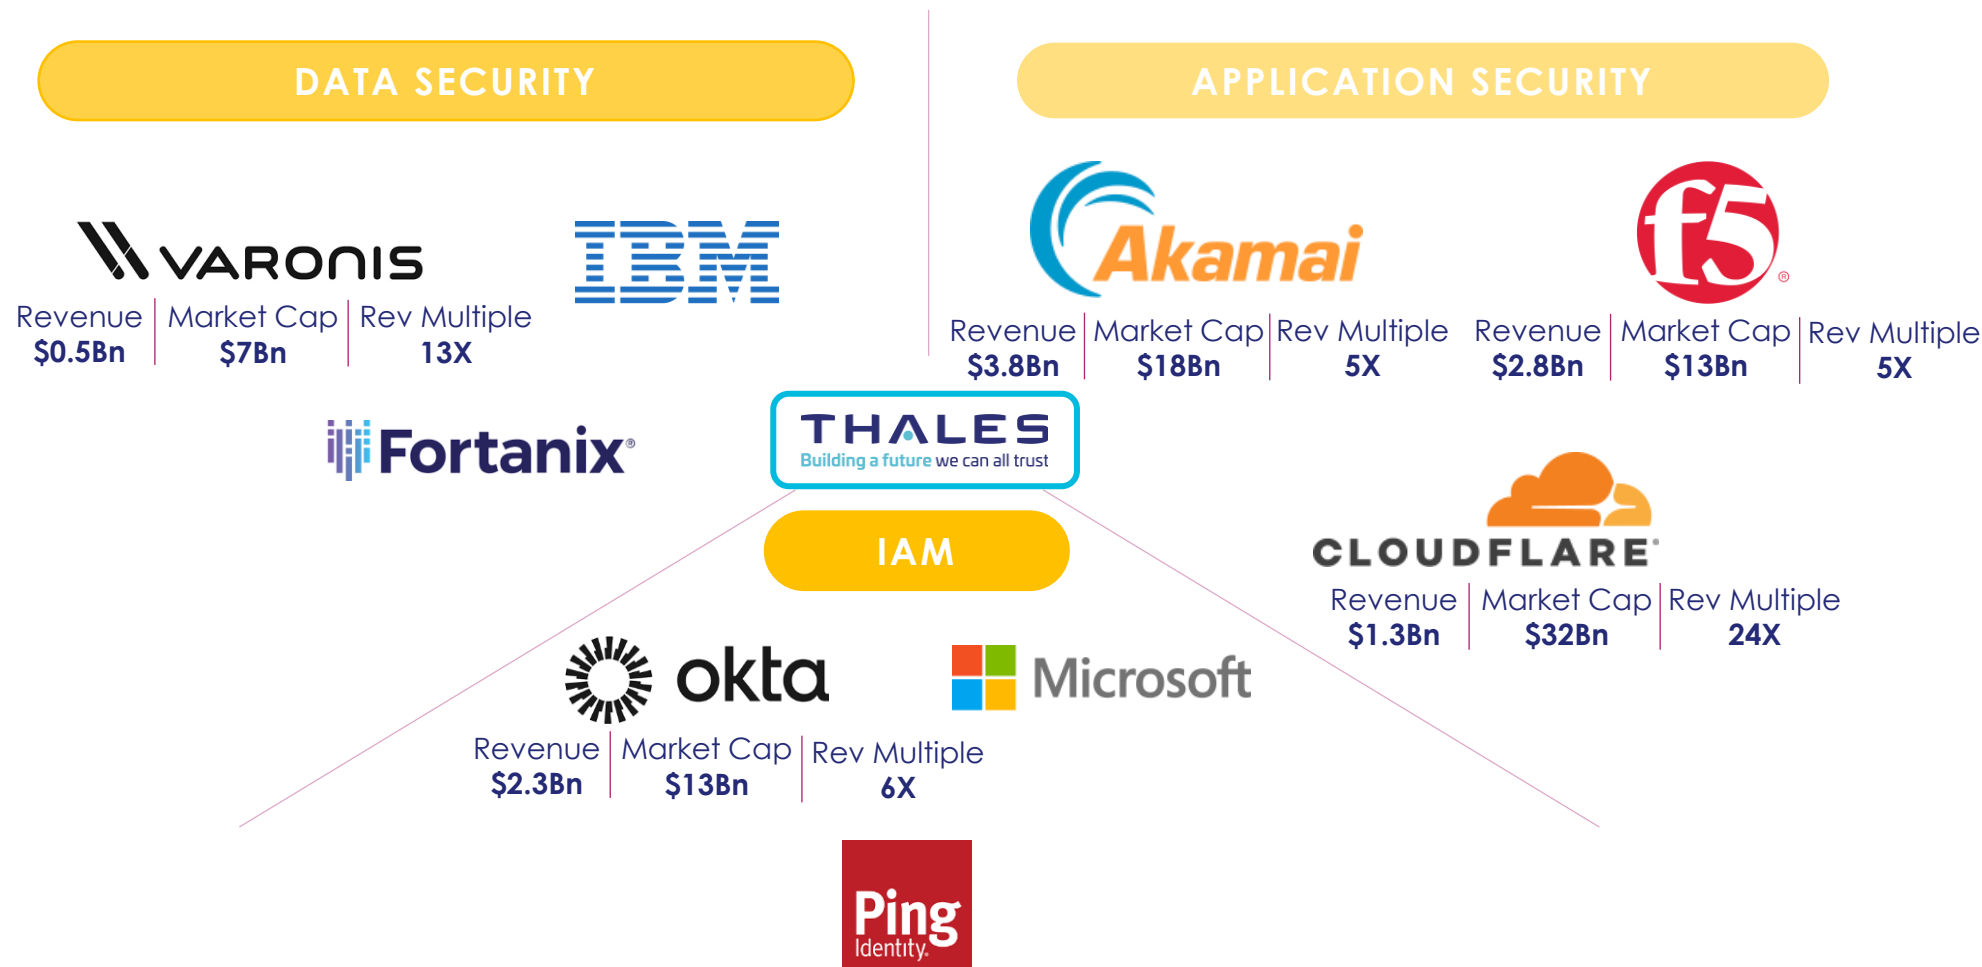 DATA SECURITY
APPLICATION SECURITY
VARONIS
IBM
Revenue Market Cap Rev Multiple
$0.5Bn $7Bn 13X
Akamai
f5®
Revenue Market Cap Rev Multiple
$3.8Bn $18Bn 5X
Revenue Market Cap Rev Multiple
$2.8Bn $13Bn 5X
Fortanix®
THALES
Building a future we can all trust
CLOUDFLARE®
Revenue Market Cap Rev Multiple
$1.3Bn $32Bn 24X
IAM
okta
Microsoft
Revenue Market Cap Rev Multiple
$2.3Bn $13Bn 6X
Ping
Identity.